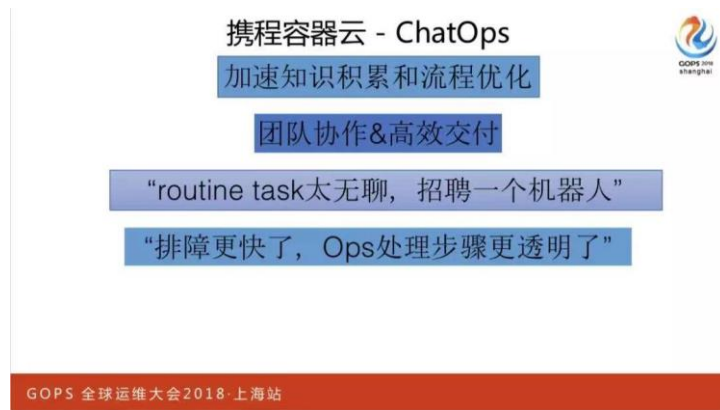 携程容器云 - ChatOps
GOPS 2018
shanghai
加速知识积累和流程优化
团队协作&高效交付
“routine task太无聊，招聘一个机器人”
“排障更快了，Ops处理步骤更透明了”
GOPS 全球运维大会2018·上海站